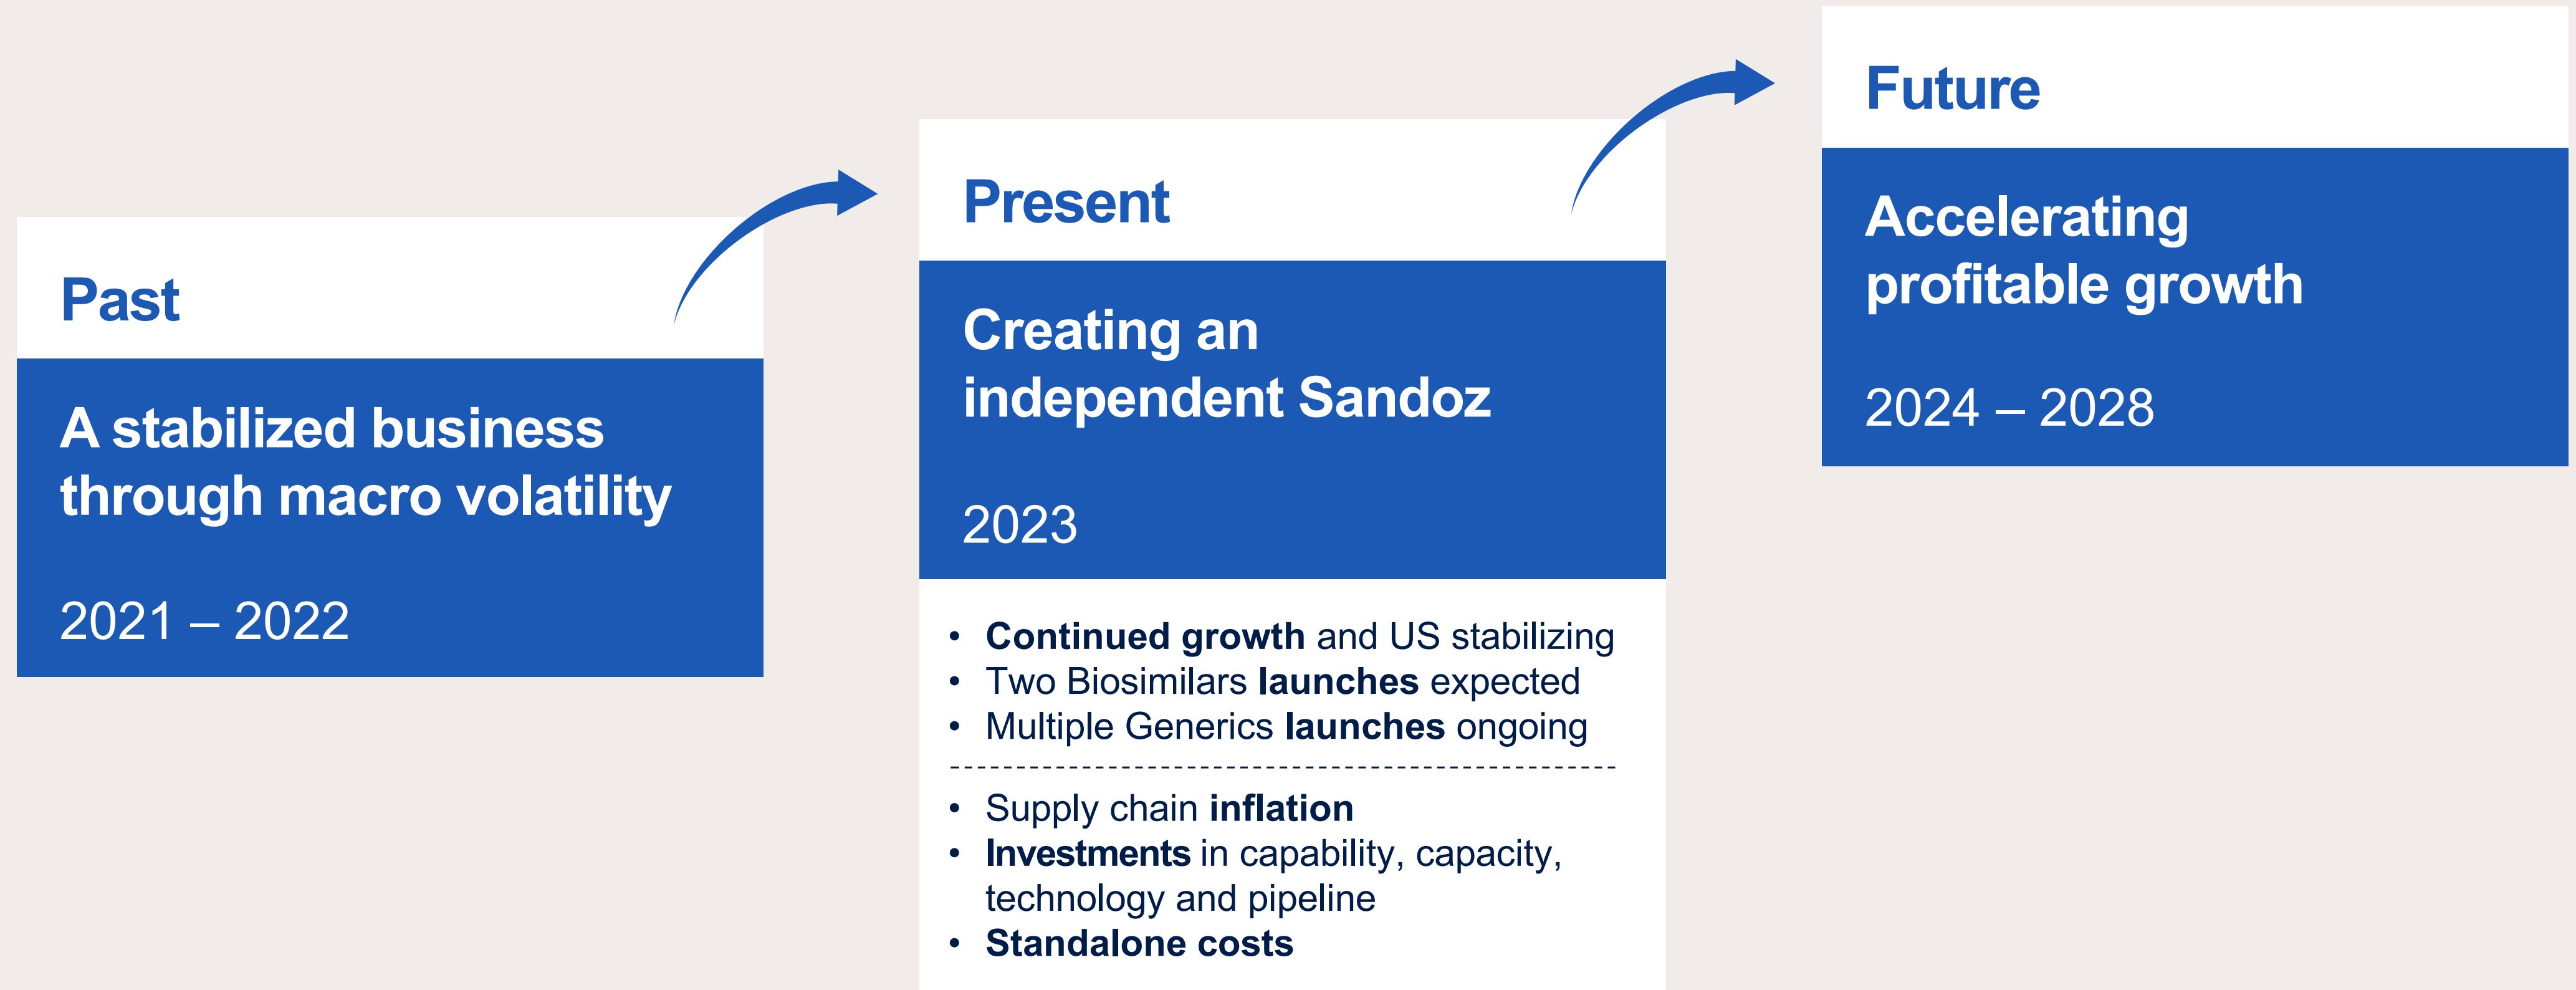 Past
A stabilized business
through macro volatility
2021 – 2022
Present
Creating an
independent Sandoz
2023
• Continued growth and US stabilizing
• Two Biosimilars launches expected
• Multiple Generics launches ongoing
• Supply chain inflation
• Investments in capability, capacity,
technology and pipeline
• Standalone costs
Future
Accelerating
profitable growth
2024 – 2028